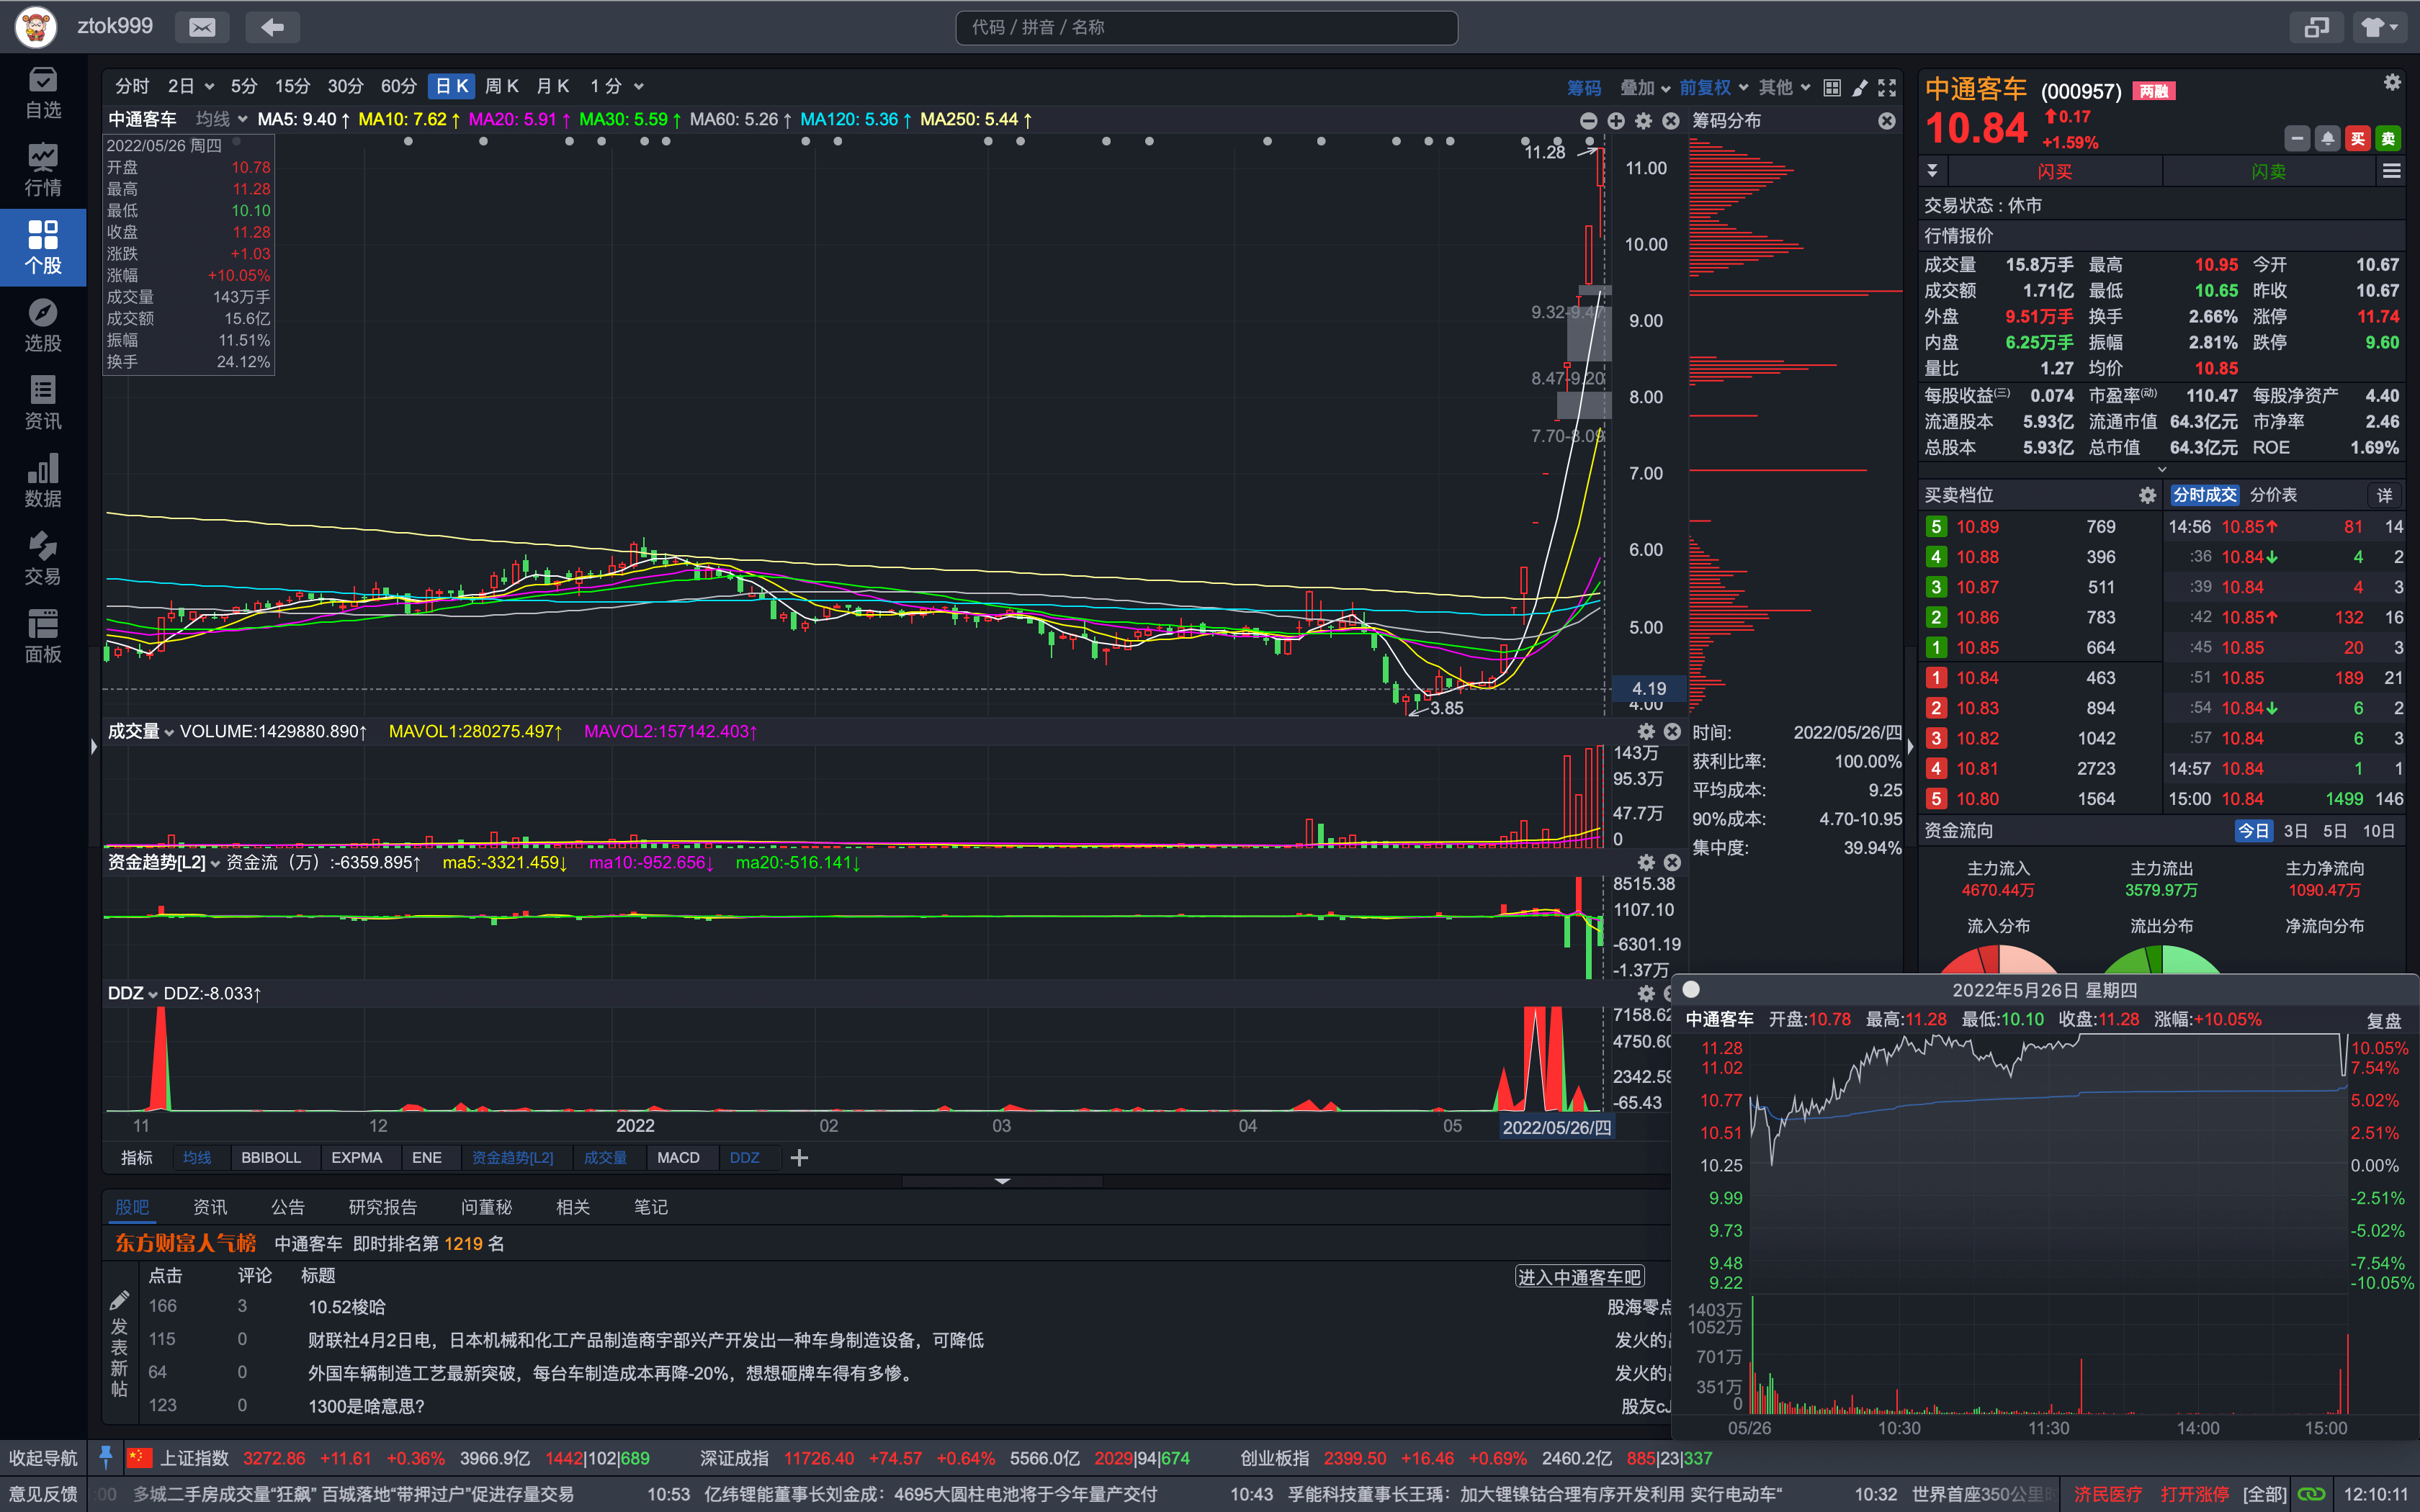 ztok999
代码 / 拼音 / 名称
自选
行情
个股
选股
资讯
数据
交易
面板
分时 2日 5分 15分 30分 60分 日K 周K 月K 1分
筹码 叠加 前复权 其他
中通客车 均线 MA5: 9.40↑ MA10: 7.62↑ MA20: 5.91↑ MA30: 5.59↑ MA60: 5.26↑ MA120: 5.36↑ MA250: 5.44↑
2022/05/26 周四
开盘 10.78
最高 11.28
最低 10.10
收盘 11.28
涨跌 +1.03
涨幅 +10.05%
成交量 143万手
成交额 15.6亿
振幅 11.51%
换手 24.12%
11.28
9.32-9.47
8.47-9.20
7.70-8.09
3.85
11.00
10.00
9.00
8.00
7.00
6.00
5.00
4.19
4.00
筹码分布
时间: 2022/05/26/四
获利比率: 100.00%
平均成本: 9.25
90%成本: 4.70-10.95
集中度: 39.94%
成交量 VOLUME:1429880.890↑ MAVOL1:280275.497↑ MAVOL2:157142.403↑
143万
95.3万
47.7万
0
资金趋势[L2] 资金流（万）:-6359.895↑ ma5:-3321.459↓ ma10:-952.656↓ ma20:-516.141↓
8515.38
1107.10
-6301.19
-1.37万
DDZ DDZ:-8.033↑
7158.62
4750.60
2342.59
-65.43
11 12 2022 02 03 04 05 2022/05/26/四
指标 均线 BBIBOLL EXPMA ENE 资金趋势[L2] 成交量 MACD DDZ
股吧 资讯 公告 研究报告 问董秘 相关 笔记
东方财富人气榜 中通客车 即时排名第 1219 名
点击 评论 标题
进入中通客车吧
发表新帖
166 3 10.52梭哈 股海零点
115 0 财联社4月2日电，日本机械和化工产品制造商宇部兴产开发出一种车身制造设备，可降低 发火的
64 0 外国车辆制造工艺最新突破，每台车制造成本再降-20%，想想砸牌车得有多惨。 发火的
123 0 1300是啥意思? 股友cJ
中通客车 (000957) 两融
10.84 ↑0.17
+1.59%
买 卖
闪买 闪卖
交易状态 : 休市
行情报价
成交量 15.8万手 最高 10.95 今开 10.67
成交额 1.71亿 最低 10.65 昨收 10.67
外盘 9.51万手 换手 2.66% 涨停 11.74
内盘 6.25万手 振幅 2.81% 跌停 9.60
量比 1.27 均价 10.85
每股收益(三) 0.074 市盈率(动) 110.47 每股净资产 4.40
流通股本 5.93亿 流通市值 64.3亿元 市净率 2.46
总股本 5.93亿 总市值 64.3亿元 ROE 1.69%
买卖档位 分时成交 分价表 详
5 10.89 769 14:56 10.85↑ 81 14
4 10.88 396 :36 10.84↓ 4 2
3 10.87 511 :39 10.84 4 3
2 10.86 783 :42 10.85↑ 132 16
1 10.85 664 :45 10.85 20 3
1 10.84 463 :51 10.85 189 21
2 10.83 894 :54 10.84↓ 6 2
3 10.82 1042 :57 10.84 6 3
4 10.81 2723 14:57 10.84 1 1
5 10.80 1564 15:00 10.84 1499 146
资金流向 今日 3日 5日 10日
主力流入 主力流出 主力净流向
4670.44万 3579.97万 1090.47万
流入分布 流出分布 净流向分布
2022年5月26日 星期四
中通客车 开盘:10.78 最高:11.28 最低:10.10 收盘:11.28 涨幅:+10.05% 复盘
11.28 10.05%
11.02 7.54%
10.77 5.02%
10.51 2.51%
10.25 0.00%
9.99 -2.51%
9.73 -5.02%
9.48 -7.54%
9.22 -10.05%
1403万
1052万
701万
351万
0
05/26 10:30 11:30 14:00 15:00
收起导航 上证指数 3272.86 +11.61 +0.36% 3966.9亿 1442|102|689 深证成指 11726.40 +74.57 +0.64% 5566.0亿 2029|94|674 创业板指 2399.50 +16.46 +0.69% 2460.2亿 885|23|337
意见反馈 :00 多城二手房成交量“狂飙” 百城落地“带押过户”促进存量交易 10:53 亿纬锂能董事长刘金成：4695大圆柱电池将于今年量产交付 10:43 孚能科技董事长王瑀：加大锂镍钴合理有序开发利用 实行电动车“ 10:32 世界首座350公里 济民医疗 打开涨停 [全部] 12:10:11